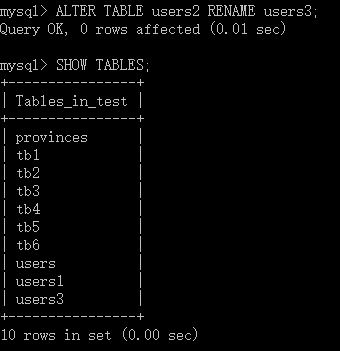 mysql> ALTER TABLE users2 RENAME users3;
Query OK, 0 rows affected (0.01 sec)
mysql> SHOW TABLES;
+----------------+
| Tables_in_test |
+----------------+
| provinces      |
| tb1            |
| tb2            |
| tb3            |
| tb4            |
| tb5            |
| tb6            |
| users          |
| users1         |
| users3         |
+----------------+
10 rows in set (0.00 sec)